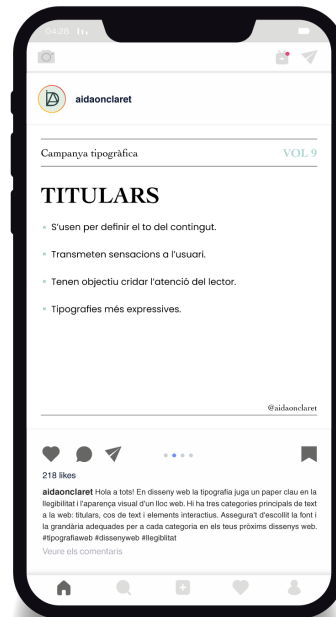 04:20
aidaonclaret
Campanya tipogràfica VOL 9
TITULARS
S'usen per definir el to del contingut.
Transmeten sensacions a l'usuari.
Tenen objectiu cridar l'atenció del lector.
Tipografies més expressives.
@aidaonclaret
218 likes
aidaonclaret Hola a tots! En disseny web la tipografia juga un paper clau en la
llegibilitat i l'aparença visual d'un lloc web. Hi ha tres categories principals de text
a la web: titulars, cos de text i elements interactius. Assegura't d'escollit la font i
la grandària adequades per a cada categoria en els teus pròxims dissenys web.
#tipografiaweb #dissenyweb #llegiblitat
Veure els comentaris